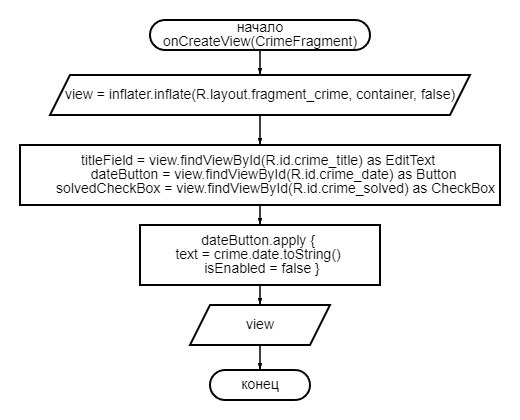 начало
onCreateView(CrimeFragment)
view = inflater.inflate(R.layout.fragment_crime, container, false)
titleField = view.findViewById(R.id.crime_title) as EditText
dateButton = view.findViewById(R.id.crime_date) as Button
solvedCheckBox = view.findViewById(R.id.crime_solved) as CheckBox
dateButton.apply {
text = crime.date.toString()
isEnabled = false }
view
конец